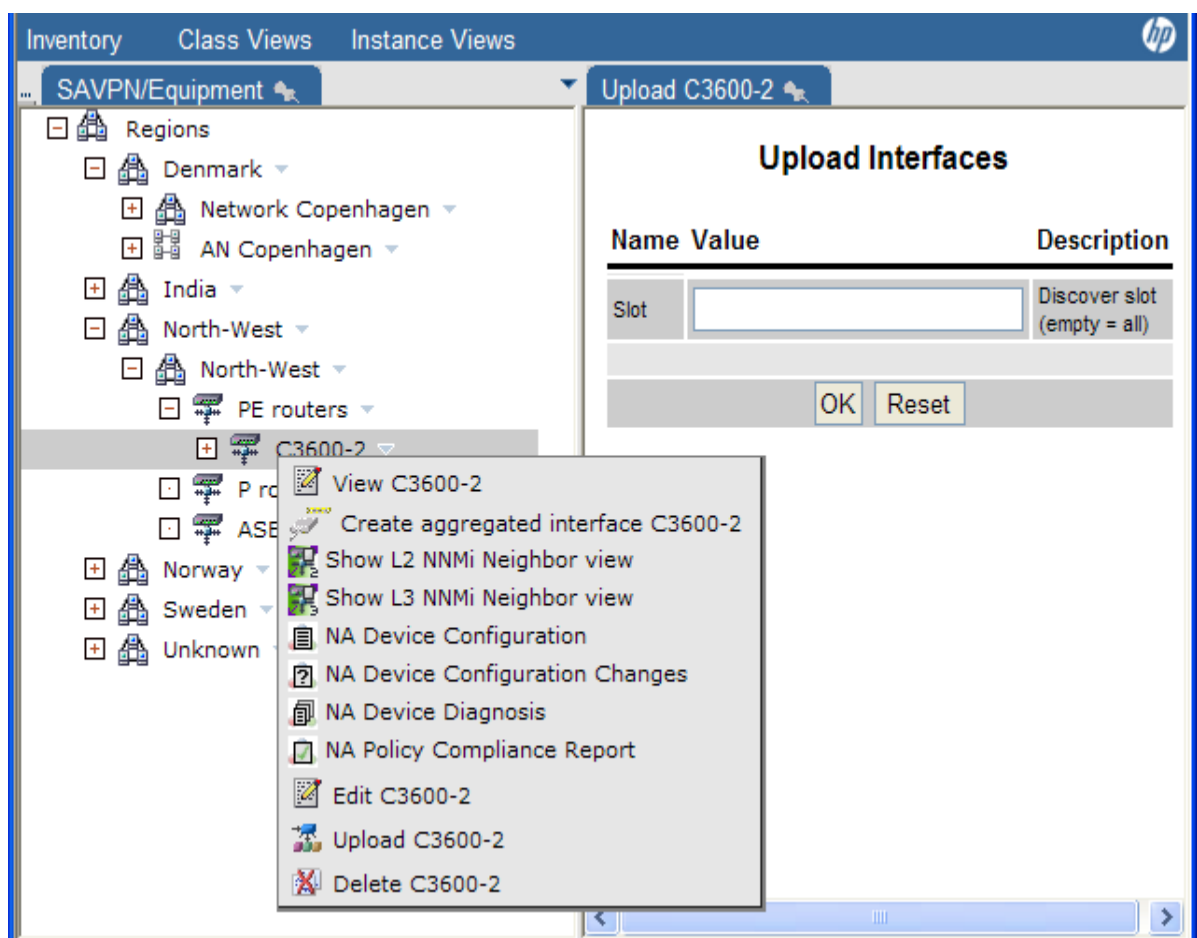 Inventory Class Views Instance Views hp
... SAVPN/Equipment Upload C3600-2
Regions
Denmark
Network Copenhagen
AN Copenhagen
India
North-West
North-West
PE routers
C3600-2
P ro
ASB
Norway
Sweden
Unknown
View C3600-2
Create aggregated interface C3600-2
Show L2 NNMi Neighbor view
Show L3 NNMi Neighbor view
NA Device Configuration
NA Device Configuration Changes
NA Device Diagnosis
NA Policy Compliance Report
Edit C3600-2
Upload C3600-2
Delete C3600-2
Upload Interfaces
Name Value Description
Slot Discover slot
(empty = all)
OK Reset